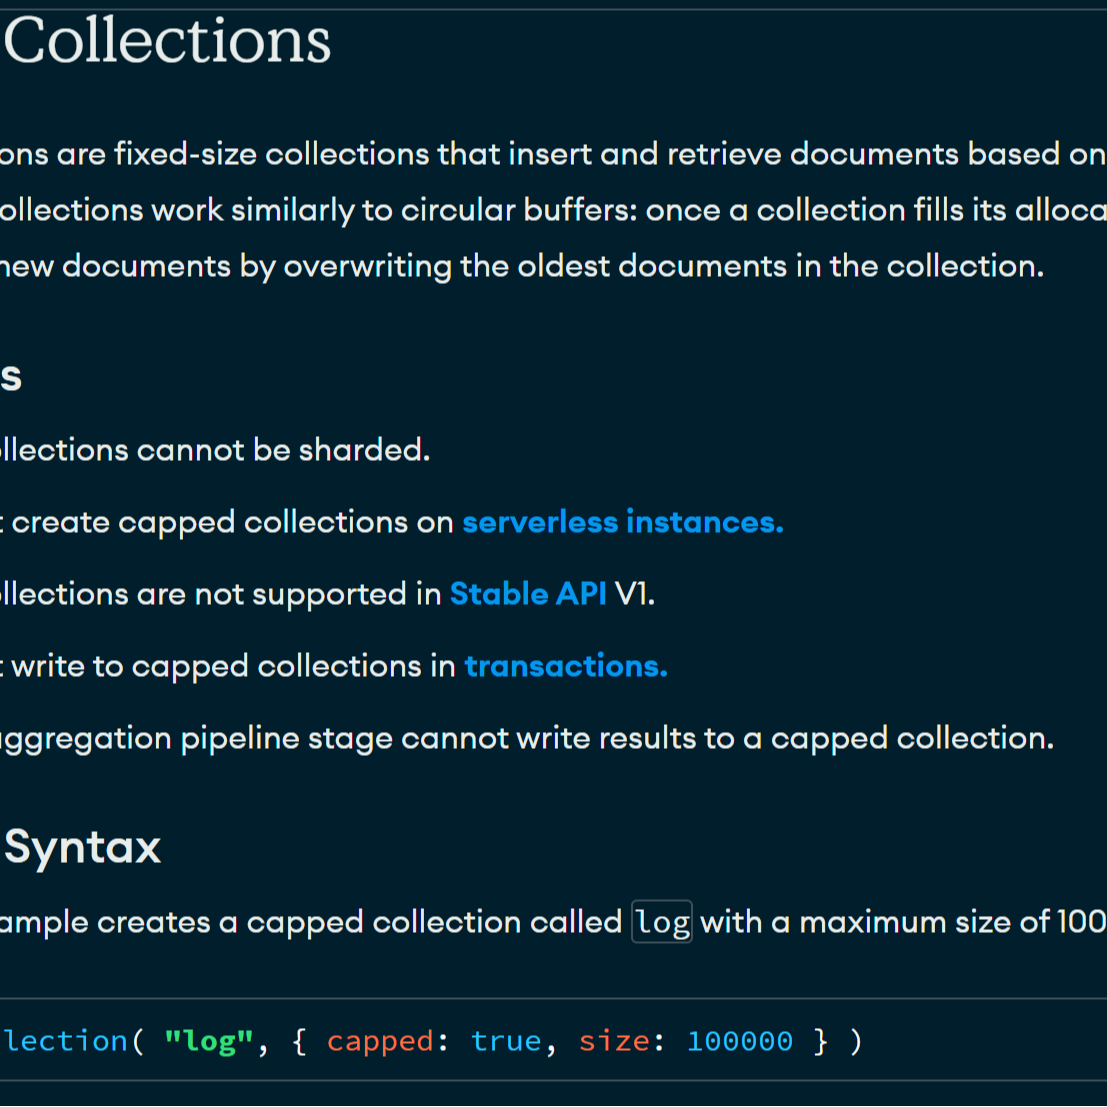 Collections
ons are fixed-size collections that insert and retrieve documents based on
ollections work similarly to circular buffers: once a collection fills its alloca
new documents by overwriting the oldest documents in the collection.
s
llections cannot be sharded.
create capped collections on serverless instances.
llections are not supported in Stable API V1.
write to capped collections in transactions.
aggregation pipeline stage cannot write results to a capped collection.
Syntax
ample creates a capped collection called log with a maximum size of 100
lection( "log", { capped: true, size: 100000 } )